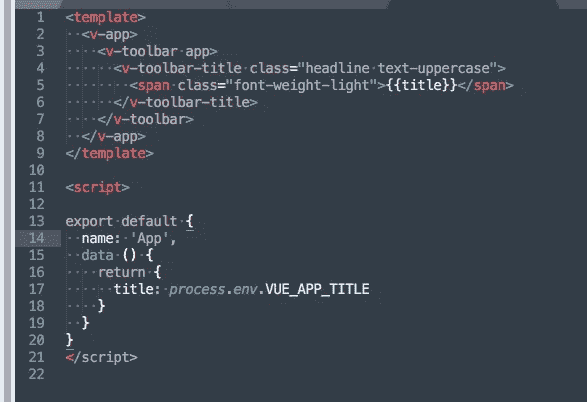 1 <template>
2   <v-app>
3     <v-toolbar app>
4       <v-toolbar-title class="headline text-uppercase">
5         <span class="font-weight-light">{{title}}</span>
6       </v-toolbar-title>
7     </v-toolbar>
8   </v-app>
9 </template>
10
11 <script>
12
13 export default {
14   name: 'App',
15   data () {
16     return {
17       title: process.env.VUE_APP_TITLE
18     }
19   }
20 }
21 </script>
22